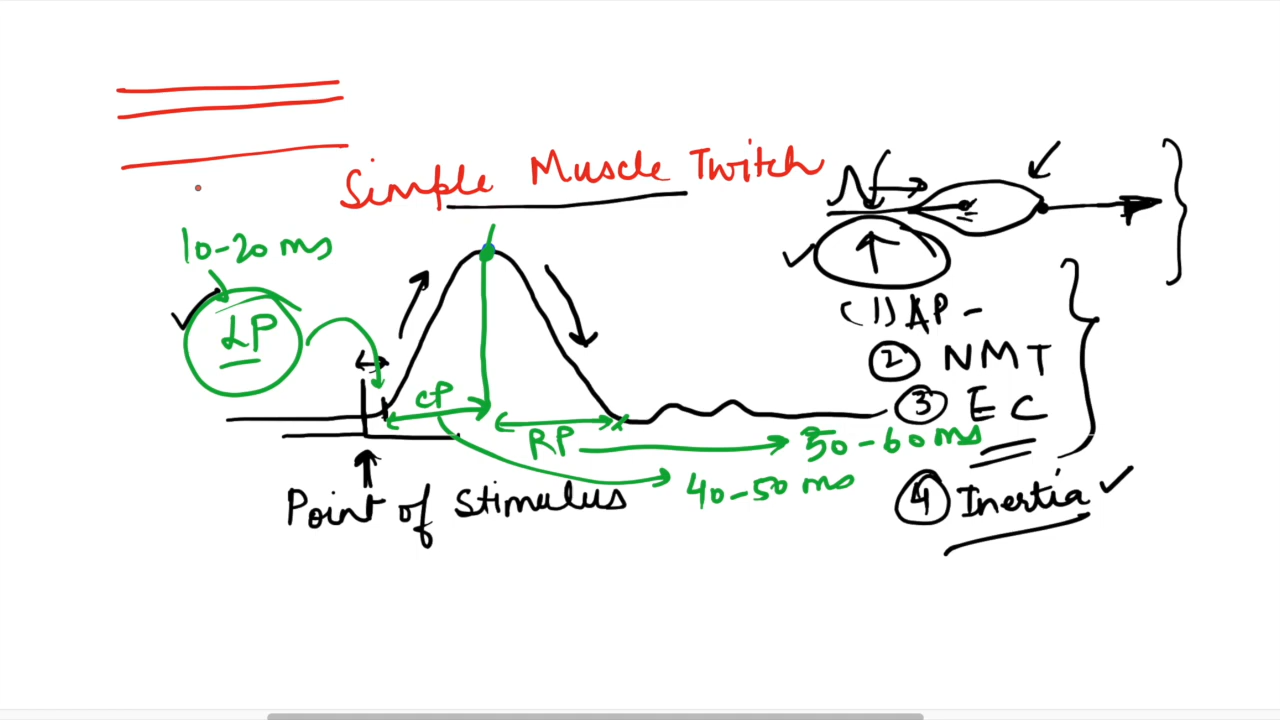 Simple Muscle Twitch
10-20 ms
LP
CP
RP
50-60 ms
40-50 ms
Point of Stimulus
(1) AP -
② NMT
③ EC
④ Inertia